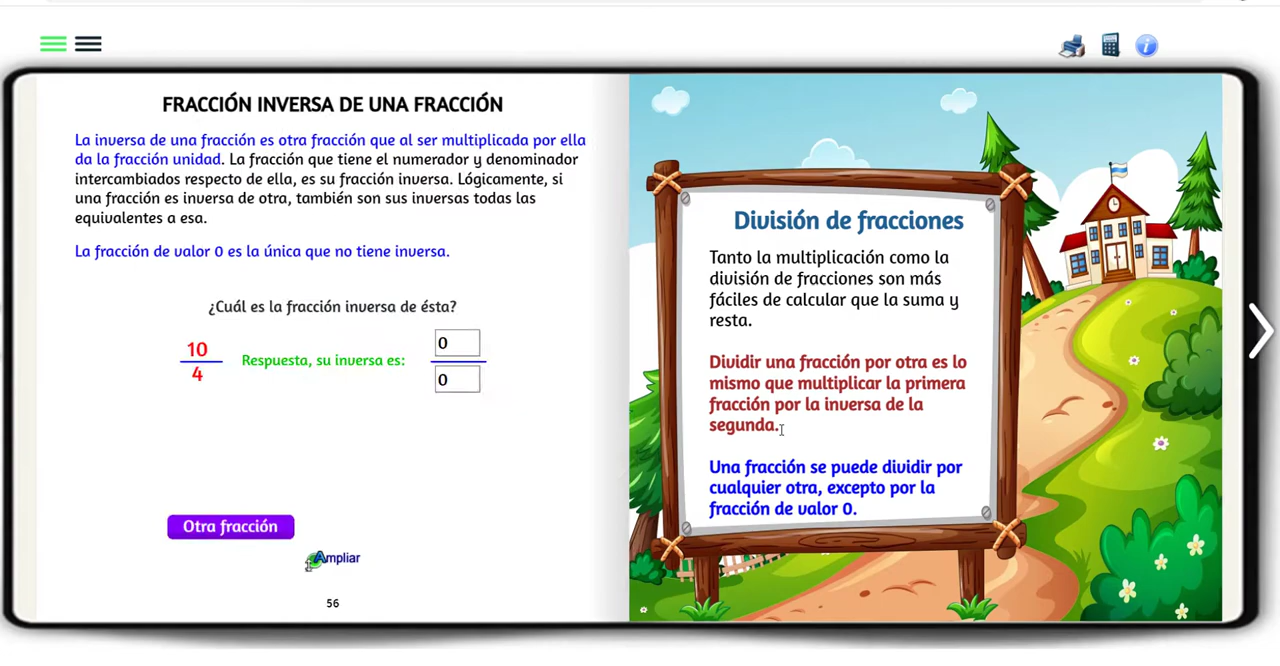 FRACCIÓN INVERSA DE UNA FRACCIÓN
La inversa de una fracción es otra fracción que al ser multiplicada por ella
da la fracción unidad. La fracción que tiene el numerador y denominador
intercambiados respecto de ella, es su fracción inversa. Lógicamente, si
una fracción es inversa de otra, también son sus inversas todas las
equivalentes a esa.
La fracción de valor 0 es la única que no tiene inversa.
¿Cuál es la fracción inversa de ésta?
10
4
Respuesta, su inversa es:
0
0
Otra fracción
Ampliar
56
División de fracciones
Tanto la multiplicación como la
división de fracciones son más
fáciles de calcular que la suma y
resta.
Dividir una fracción por otra es lo
mismo que multiplicar la primera
fracción por la inversa de la
segunda.
Una fracción se puede dividir por
cualquier otra, excepto por la
fracción de valor 0.